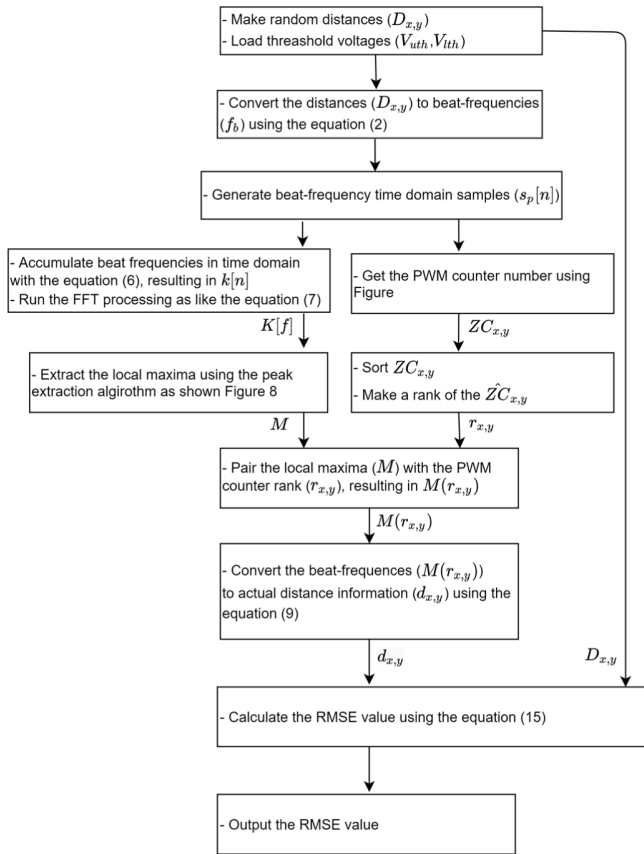 - Make random distances (D_{x,y})
- Load threashold voltages (V_{uth},V_{lth})
- Convert the distances (D_{x,y}) to beat-frequencies
(f_b) using the equation (2)
- Generate beat-frequency time domain samples (s_p[n])
- Accumulate beat frequencies in time domain
with the equation (6), resulting in k[n]
- Run the FFT processing as like the equation (7)
- Get the PWM counter number using
Figure
K[f]
ZC_{x,y}
- Extract the local maxima using the peak
extraction algirothm as shown Figure 8
- Sort ZC_{x,y}
- Make a rank of the \hat{ZC}_{x,y}
M
r_{x,y}
- Pair the local maxima (M) with the PWM
counter rank (r_{x,y}), resulting in M(r_{x,y})
M(r_{x,y})
- Convert the beat-frequences (M(r_{x,y}))
to actual distance information (d_{x,y}) using the
equation (9)
d_{x,y}
D_{x,y}
- Calculate the RMSE value using the equation (15)
- Output the RMSE value